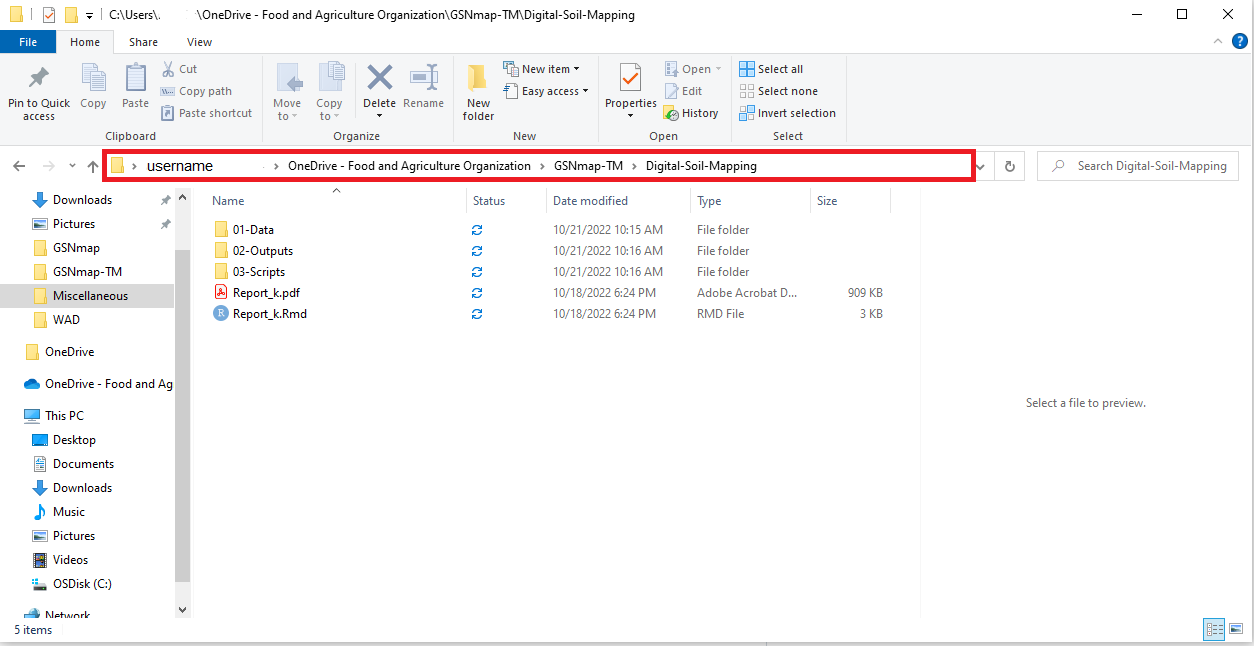 C:\Users\. \OneDrive - Food and Agriculture Organization\GSNmap-TM\Digital-Soil-Mapping
File Home Share View
Pin to Quick access
Copy
Paste
Cut
Copy path
Paste shortcut
Clipboard
Move to
Copy to
Delete
Rename
Organize
New folder
New item
Easy access
New
Properties
Open
Edit
History
Open
Select all
Select none
Invert selection
Select
username > OneDrive - Food and Agriculture Organization > GSNmap-TM > Digital-Soil-Mapping
Search Digital-Soil-Mapping
Downloads
Pictures
GSNmap
GSNmap-TM
Miscellaneous
WAD
OneDrive
OneDrive - Food and Ag
This PC
Desktop
Documents
Downloads
Music
Pictures
Videos
OSDisk (C:)
Network
Name Status Date modified Type Size
01-Data 10/21/2022 10:15 AM File folder
02-Outputs 10/21/2022 10:16 AM File folder
03-Scripts 10/21/2022 10:16 AM File folder
Report_k.pdf 10/18/2022 6:24 PM Adobe Acrobat D... 909 KB
Report_k.Rmd 10/18/2022 6:24 PM RMD File 3 KB
Select a file to preview.
5 items